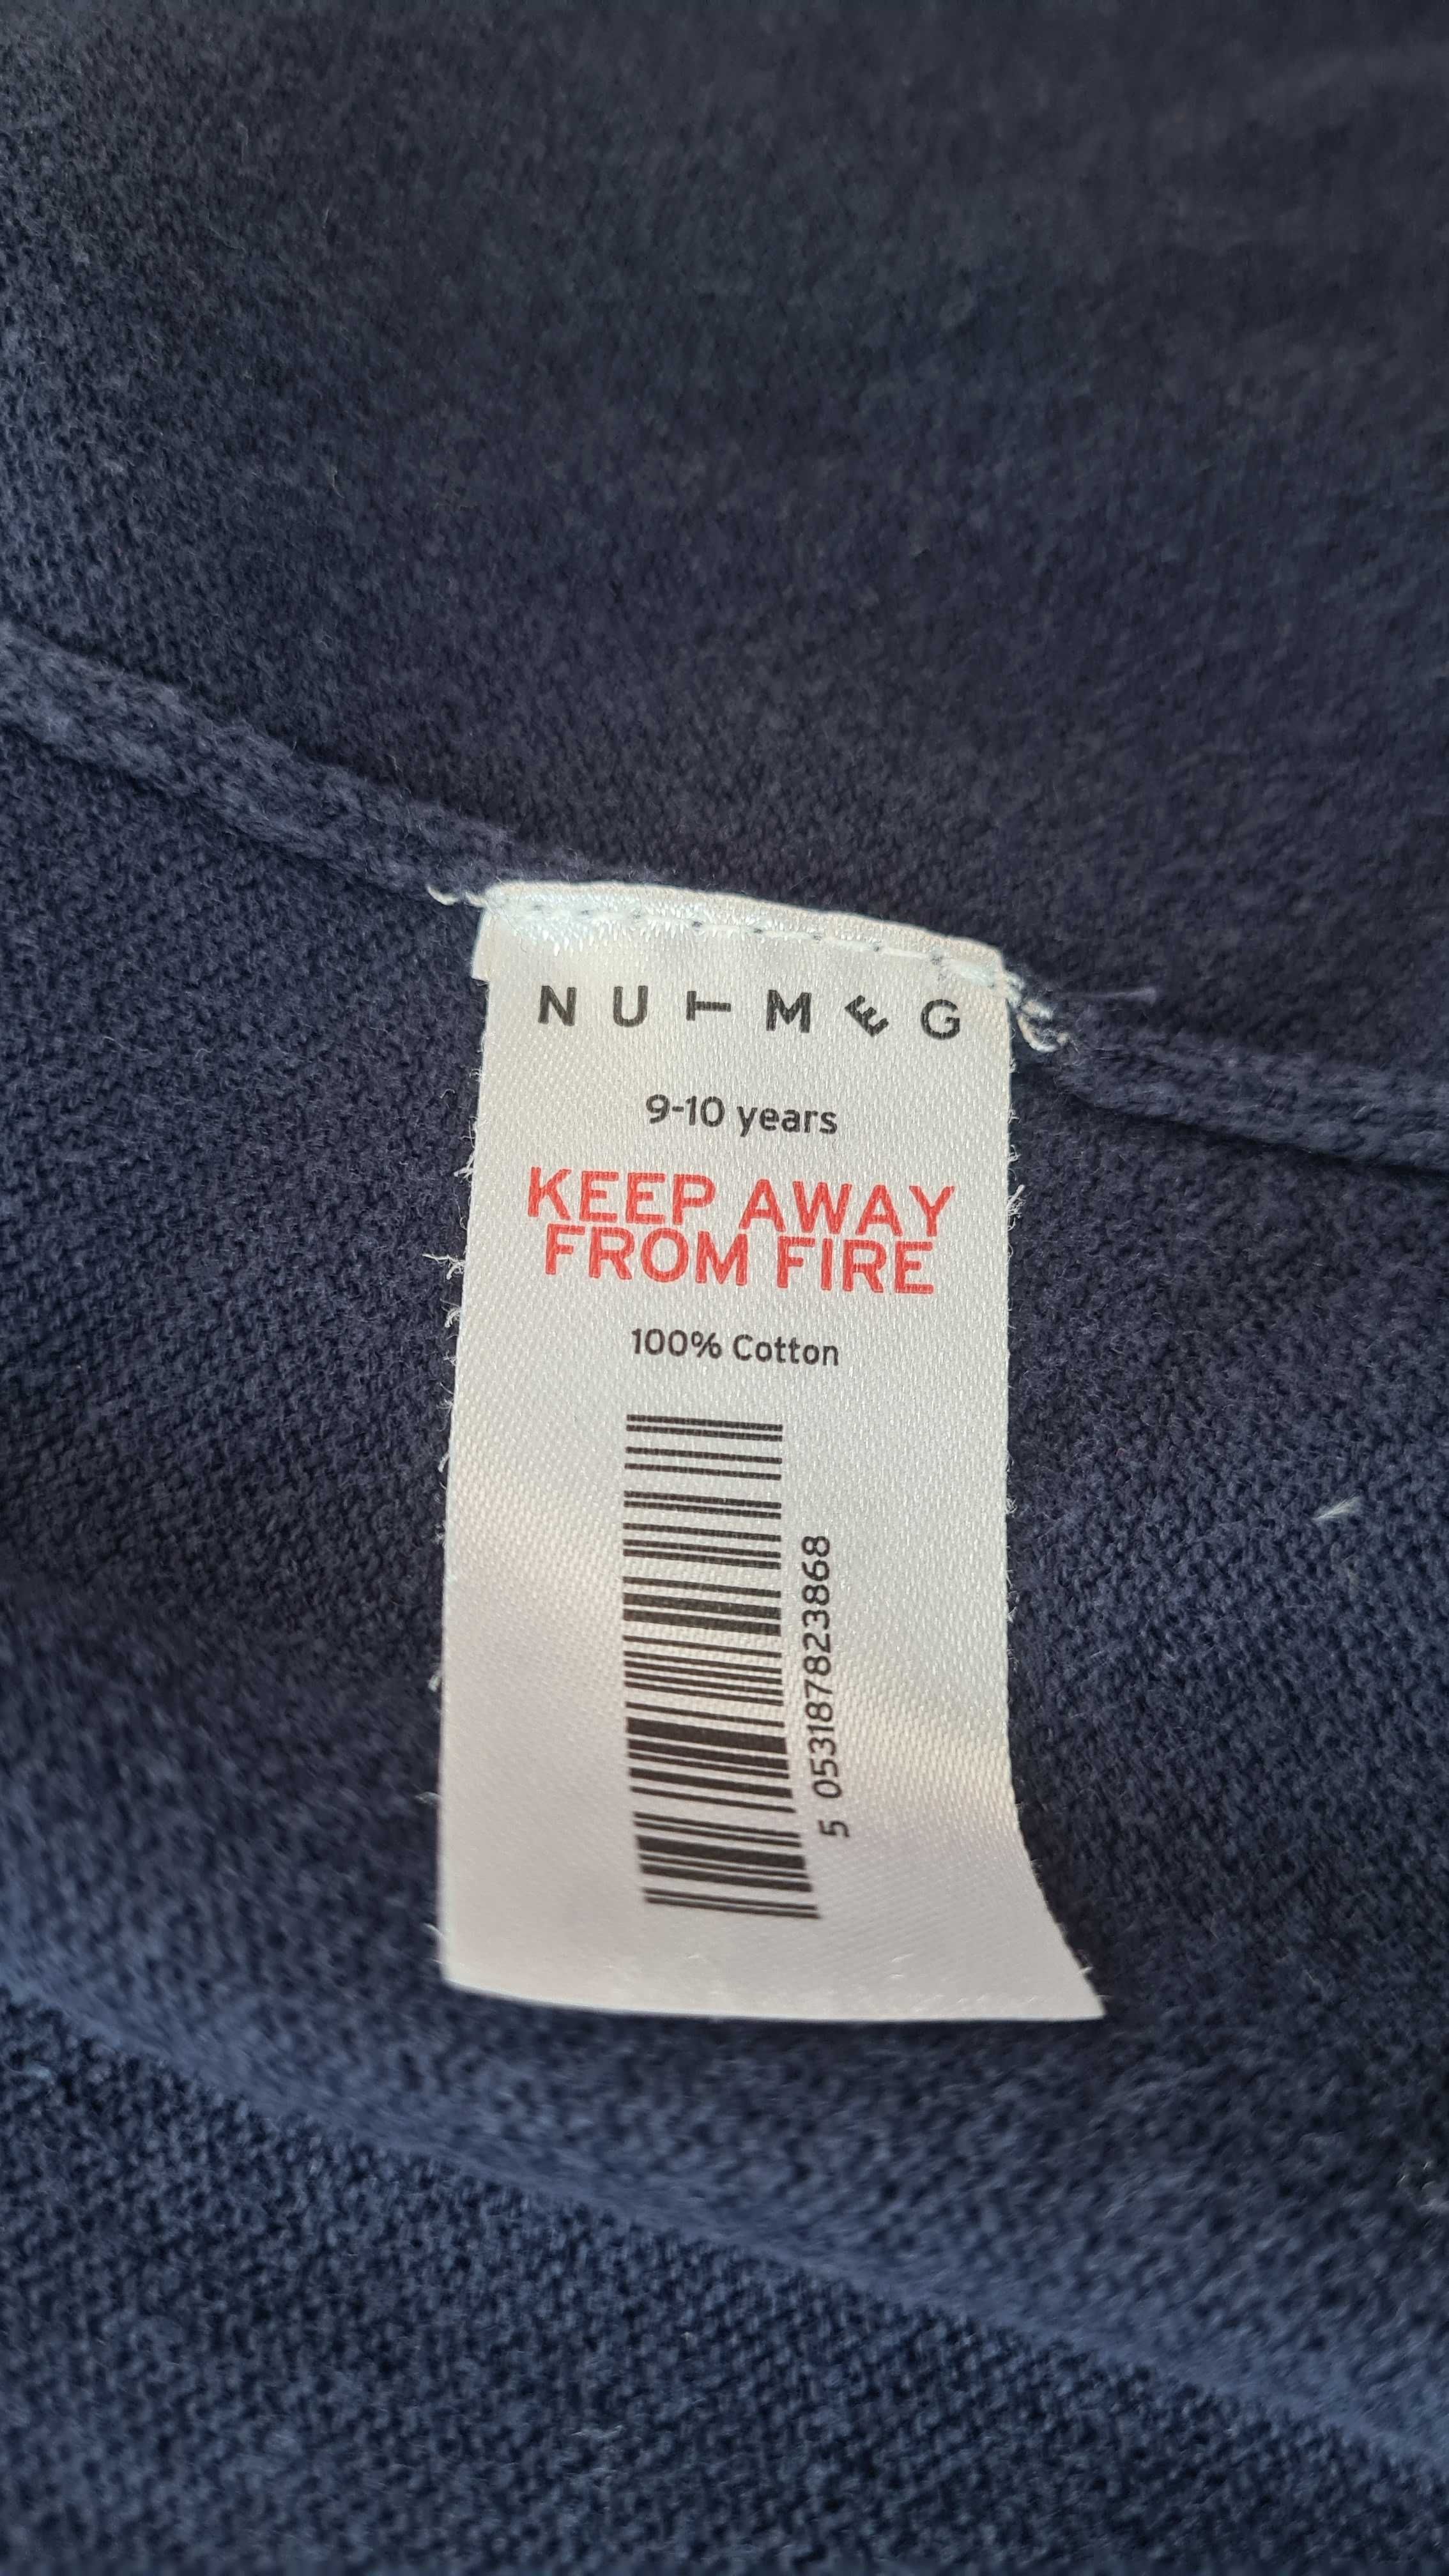 NUTMEG
9-10 years
KEEP AWAY
FROM FIRE
100% Cotton
5 053187823868